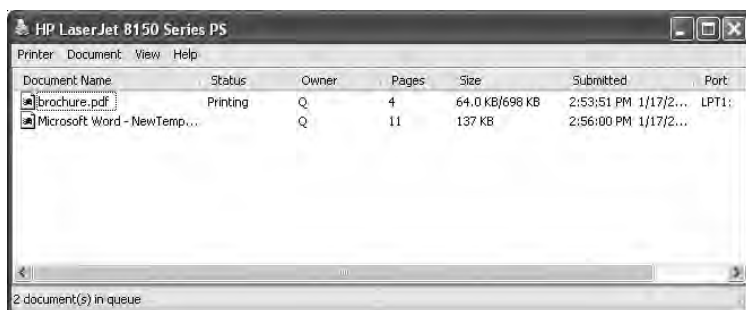 HP LaserJet 8150 Series PS
Printer Document View Help
Document Name Status Owner Pages Size Submitted Port
brochure.pdf Printing Q 4 64.0 KB/698 KB 2:53:51 PM 1/17/2... LPT1:
Microsoft Word - NewTemp... Q 11 137 KB 2:56:00 PM 1/17/2...
2 document(s) in queue